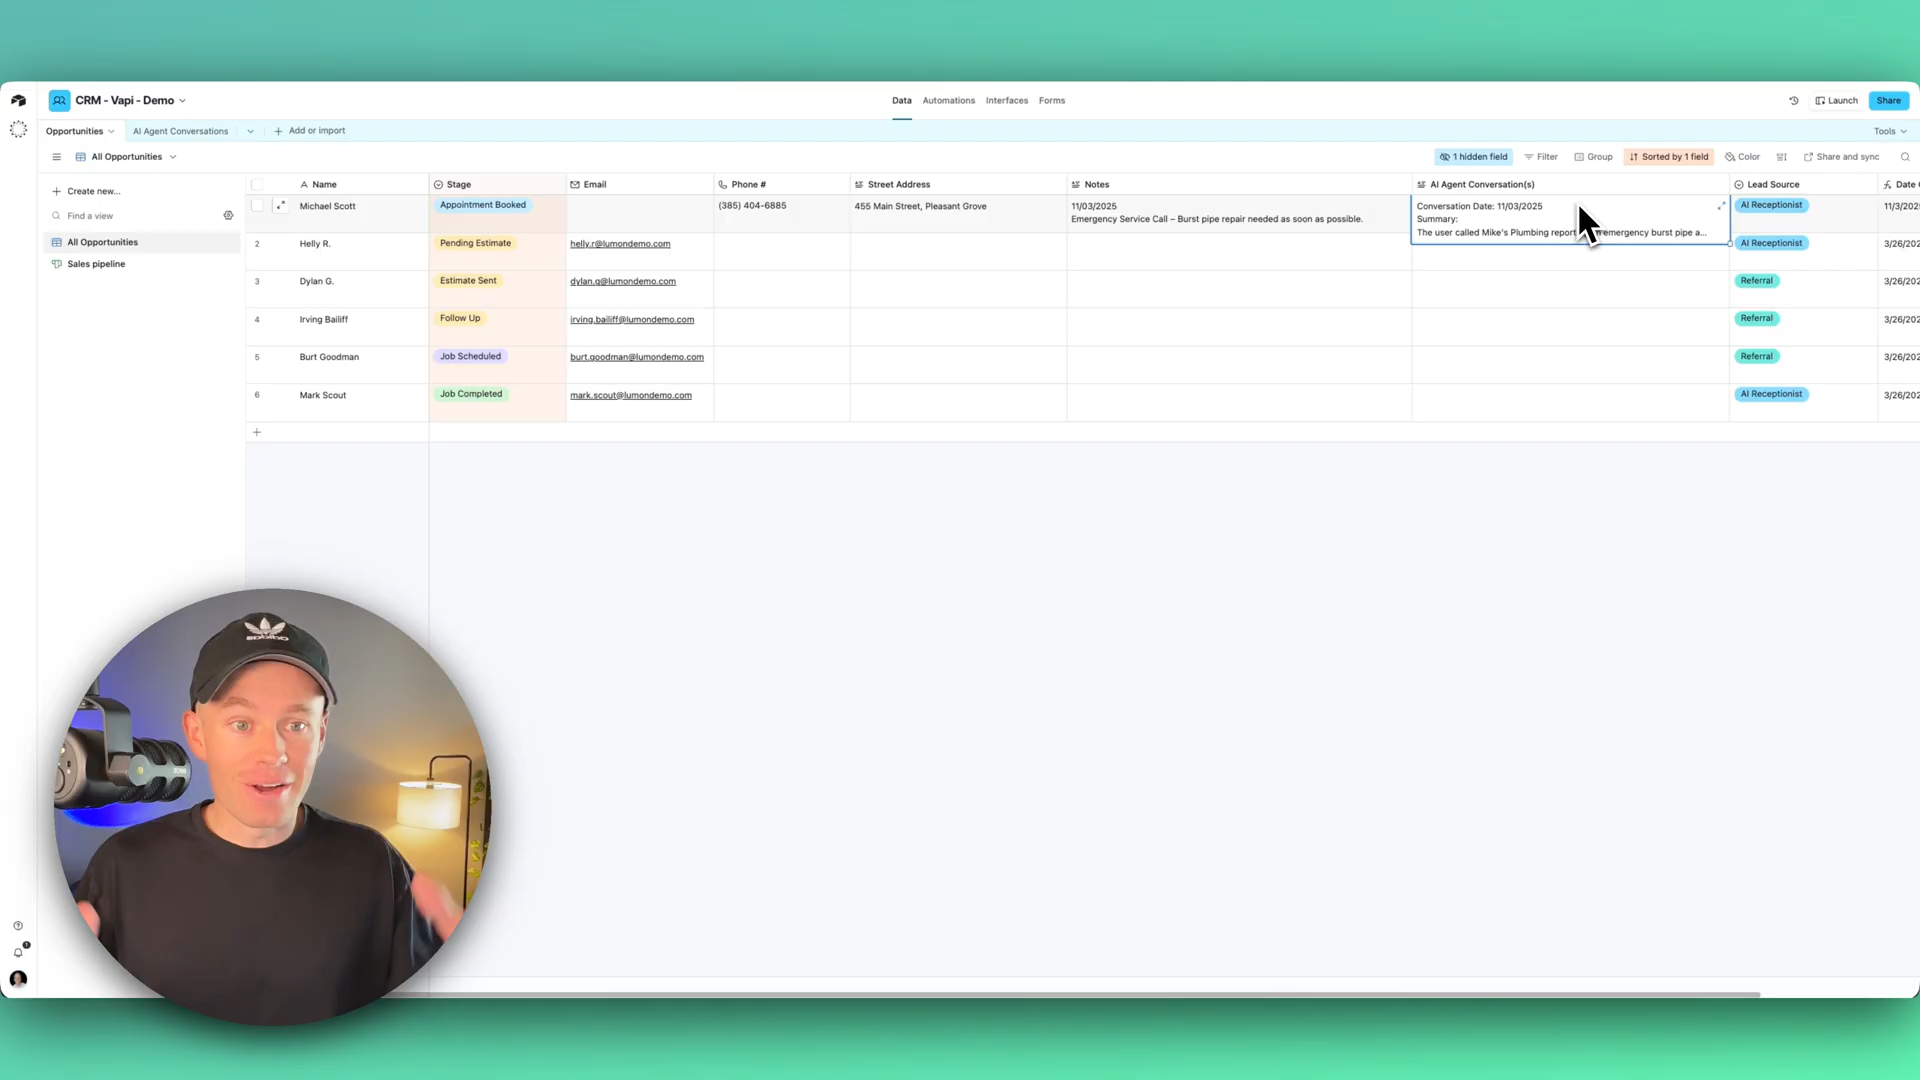 CRM - Vapi - Demo
Data
Automations
Interfaces
Forms
Launch
Share
Opportunities
AI Agent Conversations
Add or import
Tools
All Opportunities
1 hidden field
Filter
Group
Sorted by 1 field
Color
Share and sync
Create new...
Find a view
All Opportunities
Sales pipeline
Name
Stage
Email
Phone #
Street Address
Notes
AI Agent Conversation(s)
Lead Source
Date
Michael Scott
Appointment Booked
(385) 404-6885
455 Main Street, Pleasant Grove
11/03/2025
Emergency Service Call – Burst pipe repair needed as soon as possible.
Conversation Date: 11/03/2025
Summary:
The user called Mike's Plumbing report emergency burst pipe a...
AI Receptionist
11/3/2025
2
Helly R.
Pending Estimate
helly.r@lumondemo.com
AI Receptionist
3/26/202
3
Dylan G.
Estimate Sent
dylan.g@lumondemo.com
Referral
3/26/202
4
Irving Bailiff
Follow Up
irving.bailiff@lumondemo.com
Referral
3/26/202
5
Burt Goodman
Job Scheduled
burt.goodman@lumondemo.com
Referral
3/26/202
6
Mark Scout
Job Completed
mark.scout@lumondemo.com
AI Receptionist
3/26/202
adidas